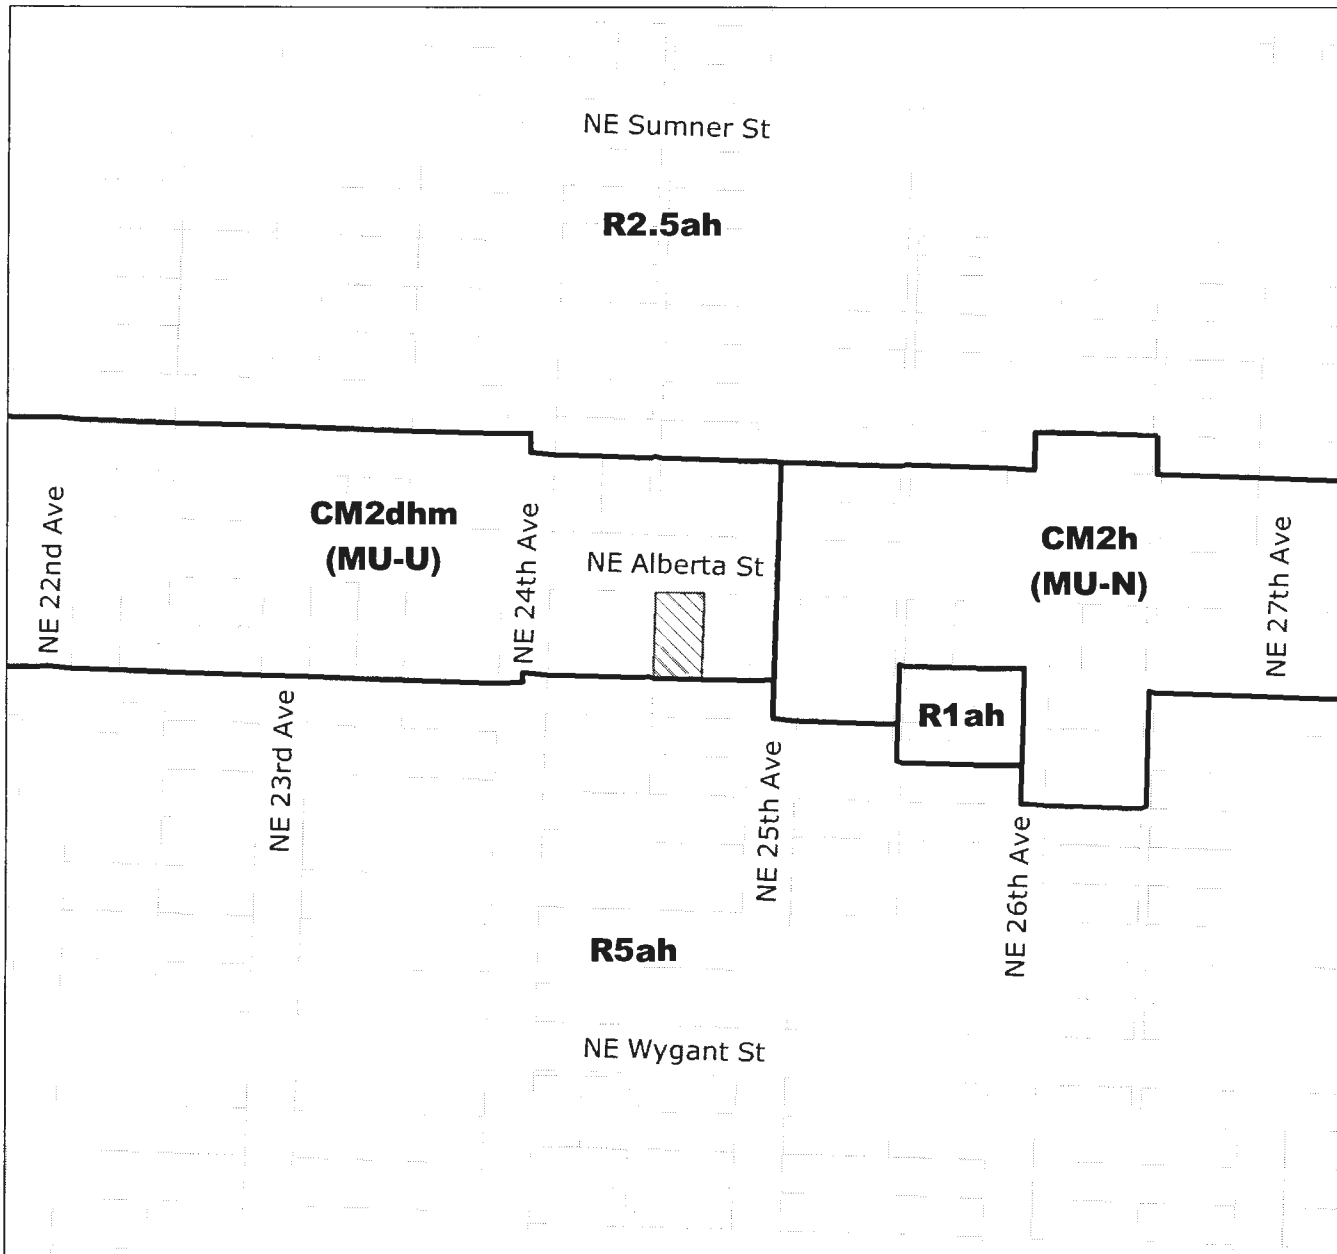 NE Sumner St
R2.5ah
NE 22nd Ave
CM2dhm
(MU-U)
NE 24th Ave
NE Alberta St
CM2h
(MU-N)
NE 27th Ave
NE 23rd Ave
R1ah
NE 25th Ave
NE 26th Ave
R5ah
NE Wygant St